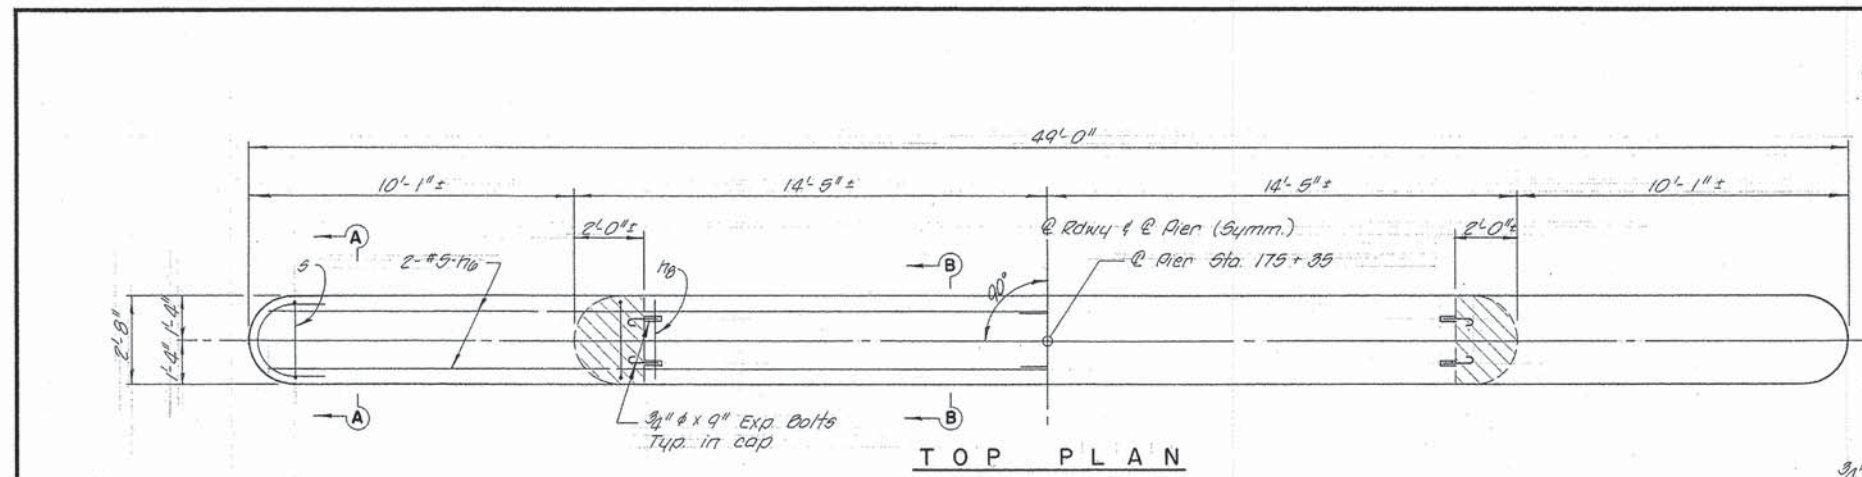 49'-0"
10'-1"±
14'-5"±
14'-5"±
10'-1"±
2'-0"±
℄ Rdwy & ℄ Pier (Symm.)
2'-0"±
℄ Pier Sta. 175 + 35
A
s
2-#5-h6
h8
B
90°
2'-8"
1'-4"
1'-4"
A
B
3/4" ϕ x 9" Exp. Bolts
Typ. in cap
TOP PLAN
3/4"